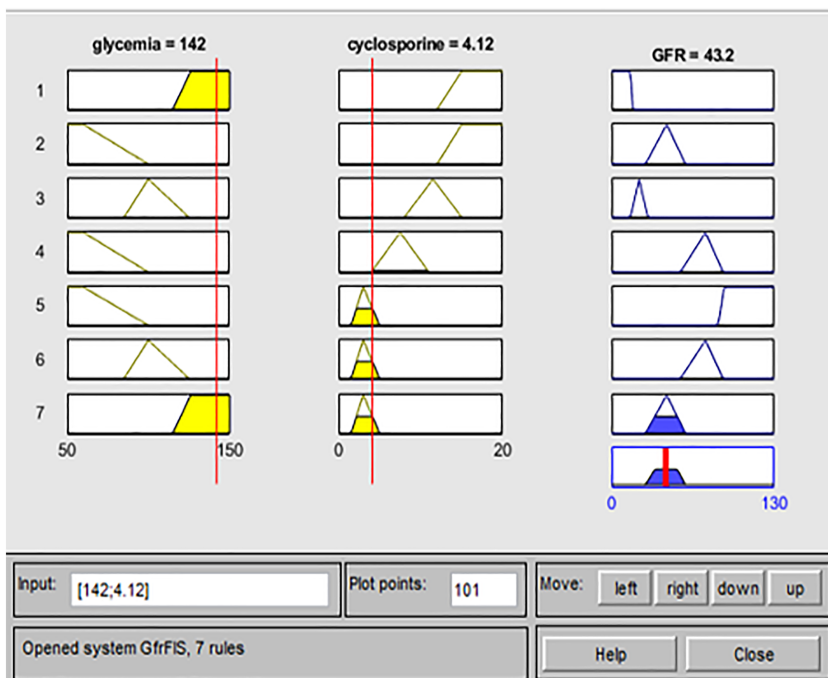 glycemia = 142 cyclosporine = 4.12 GFR = 43.2
1
2
3
4
5
6
7
50 150 0 20
0 130
Input: [142;4.12] Plot points: 101 Move: left right down up
Opened system GfrFIS, 7 rules Help Close